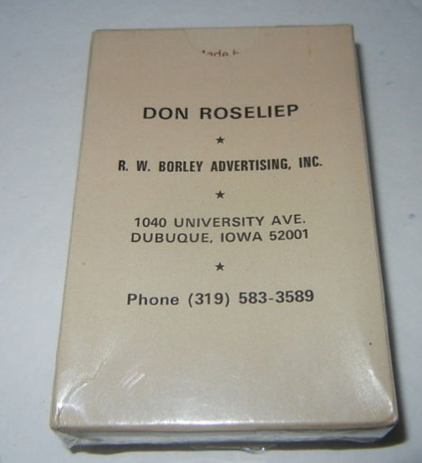 DON ROSELIEP
★
R. W. BORLEY ADVERTISING, INC.
★
1040 UNIVERSITY AVE.
DUBUQUE, IOWA 52001
★
Phone (319) 583-3589